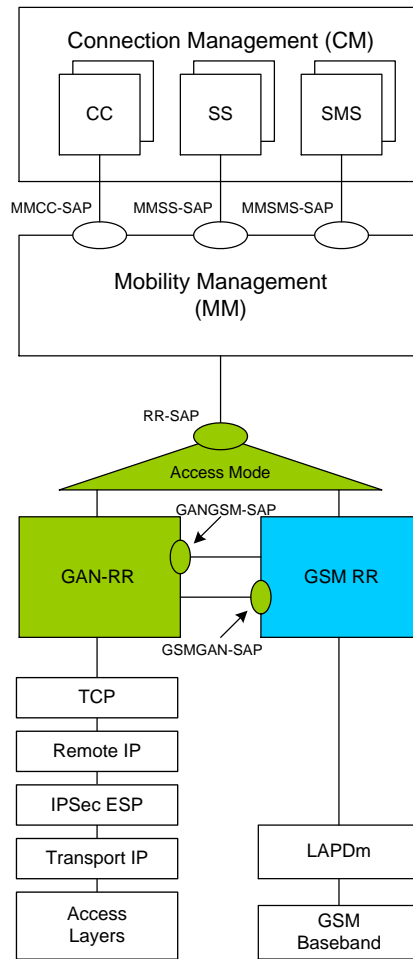 Connection Management (CM)
CC
SS
SMS
MMCC-SAP
MMSS-SAP
MMSMS-SAP
Mobility Management
(MM)
RR-SAP
Access Mode
GANGSM-SAP
GAN-RR
GSM RR
GSMGAN-SAP
TCP
Remote IP
IPSec ESP
Transport IP
LAPDm
Access
Layers
GSM
Baseband